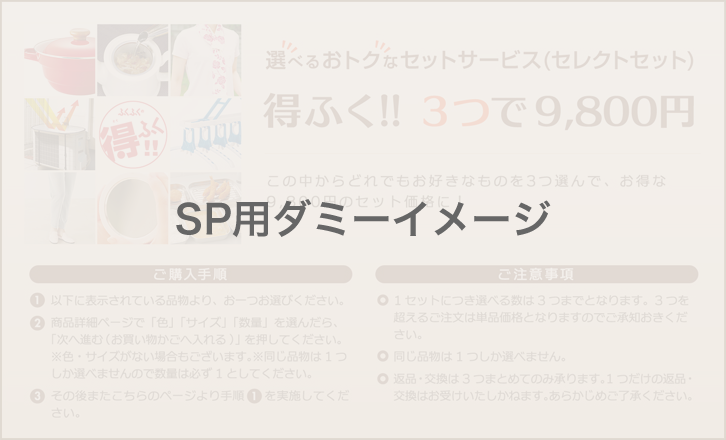 選べるおトクなセットサービス(セレクトセット)
得ふく!! 3つで9,800円
ふくふく
得ふく!!
この中からどれでもお好きなものを3つ選んで、お得な
9,800円のセット価格に!
SP用ダミーイメージ
ご購入手順
1 以下に表示されている品物より、お一つお選びください。
2 商品詳細ページで「色」「サイズ」「数量」を選んだら、
「次へ進む(お買い物かごへ入れる)」を押してください。
※色・サイズがない場合もございます。※同じ品物は1つ
しか選べませんので数量は必ず1としてください。
3 その後またこちらのページより手順1を実施してくだ
さい。
ご注意事項
1セットにつき選べる数は3つまでとなります。3つを
超えるご注文は単品価格となりますのでご承知おきくだ
さい。
同じ品物は1つしか選べません。
返品・交換は3つまとめてのみ承ります。1つだけの返品・
交換はお受けいたしかねます。あらかじめご了承ください。